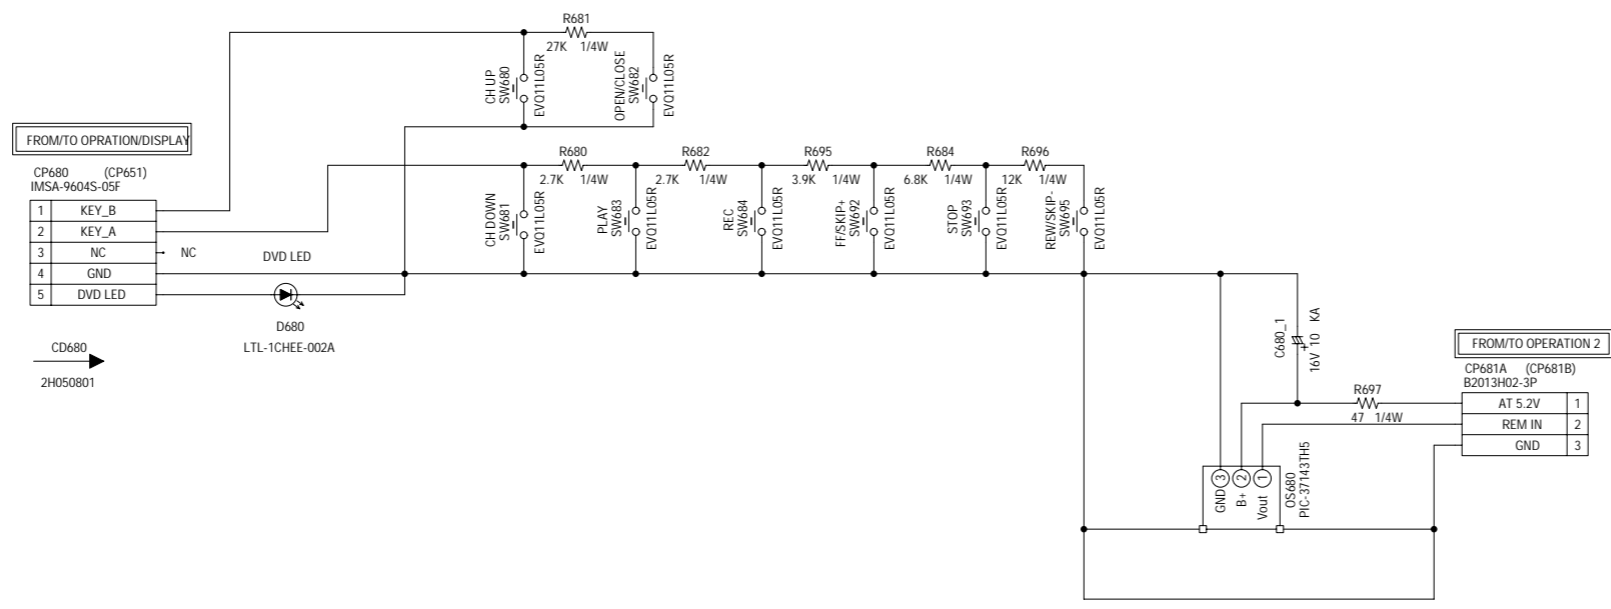 R681
27K 1/4W
CH UP
SW680
EVQ11L05R
OPEN/CLOSE
SW682
EVQ11L05R
FROM/TO OPRATION/DISPLAY
CP680 (CP651)
IMSA-9604S-05F
1 KEY_B
2 KEY_A
3 NC
4 GND
5 DVD LED
NC
DVD LED
D680
LTL-1CHEE-002A
CD680
2H050801
R680
2.7K 1/4W
R682
2.7K 1/4W
R695
3.9K 1/4W
R684
6.8K 1/4W
R696
12K 1/4W
CH DOWN
SW681
EVQ11L05R
PLAY
SW683
EVQ11L05R
REC
SW684
EVQ11L05R
FF/SKIP+
SW692
EVQ11L05R
STOP
SW693
EVQ11L05R
REW/SKIP-
SW695
EVQ11L05R
C680_1
+
16V 10 KA
FROM/TO OPERATION 2
CP681A (CP681B)
B2013H02-3P
AT 5.2V 1
REM IN 2
GND 3
R697
47 1/4W
3 2 1
GND
B+
Vout
OS680
PIC-37143TH5